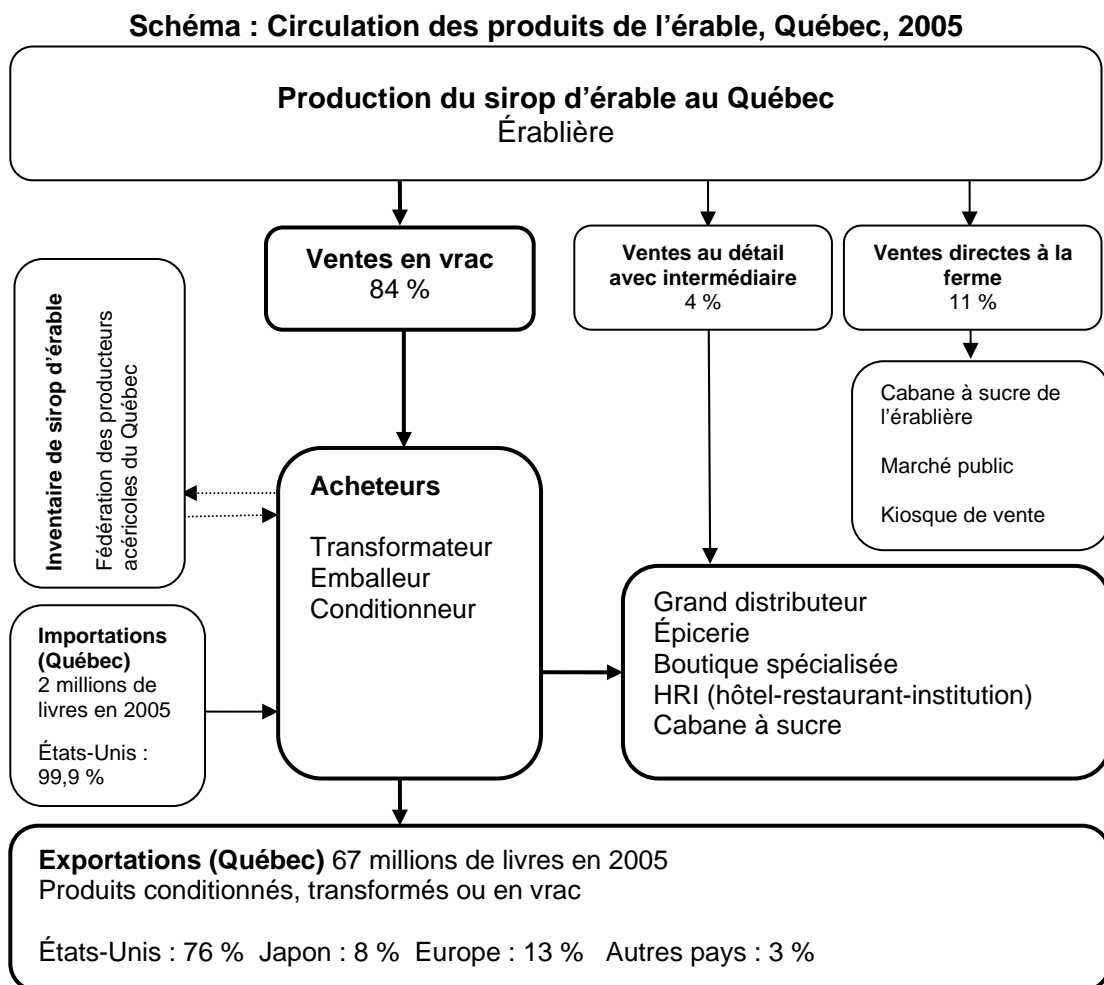 Schéma : Circulation des produits de l'érable, Québec, 2005
Production du sirop d'érable au Québec
Érablière
Ventes en vrac
84 %
Ventes au détail
avec intermédiaire
4 %
Ventes directes à la
ferme
11 %
Inventaire de sirop d'érable
Fédération des producteurs
acéricoles du Québec
Cabane à sucre de
l'érablière
Marché public
Kiosque de vente
Acheteurs
Transformateur
Emballeur
Conditionneur
Grand distributeur
Épicerie
Boutique spécialisée
HRI (hôtel-restaurant-institution)
Cabane à sucre
Importations
(Québec)
2 millions de
livres en 2005
États-Unis :
99,9 %
Exportations (Québec) 67 millions de livres en 2005
Produits conditionnés, transformés ou en vrac
États-Unis : 76 %  Japon : 8 %  Europe : 13 %   Autres pays : 3 %